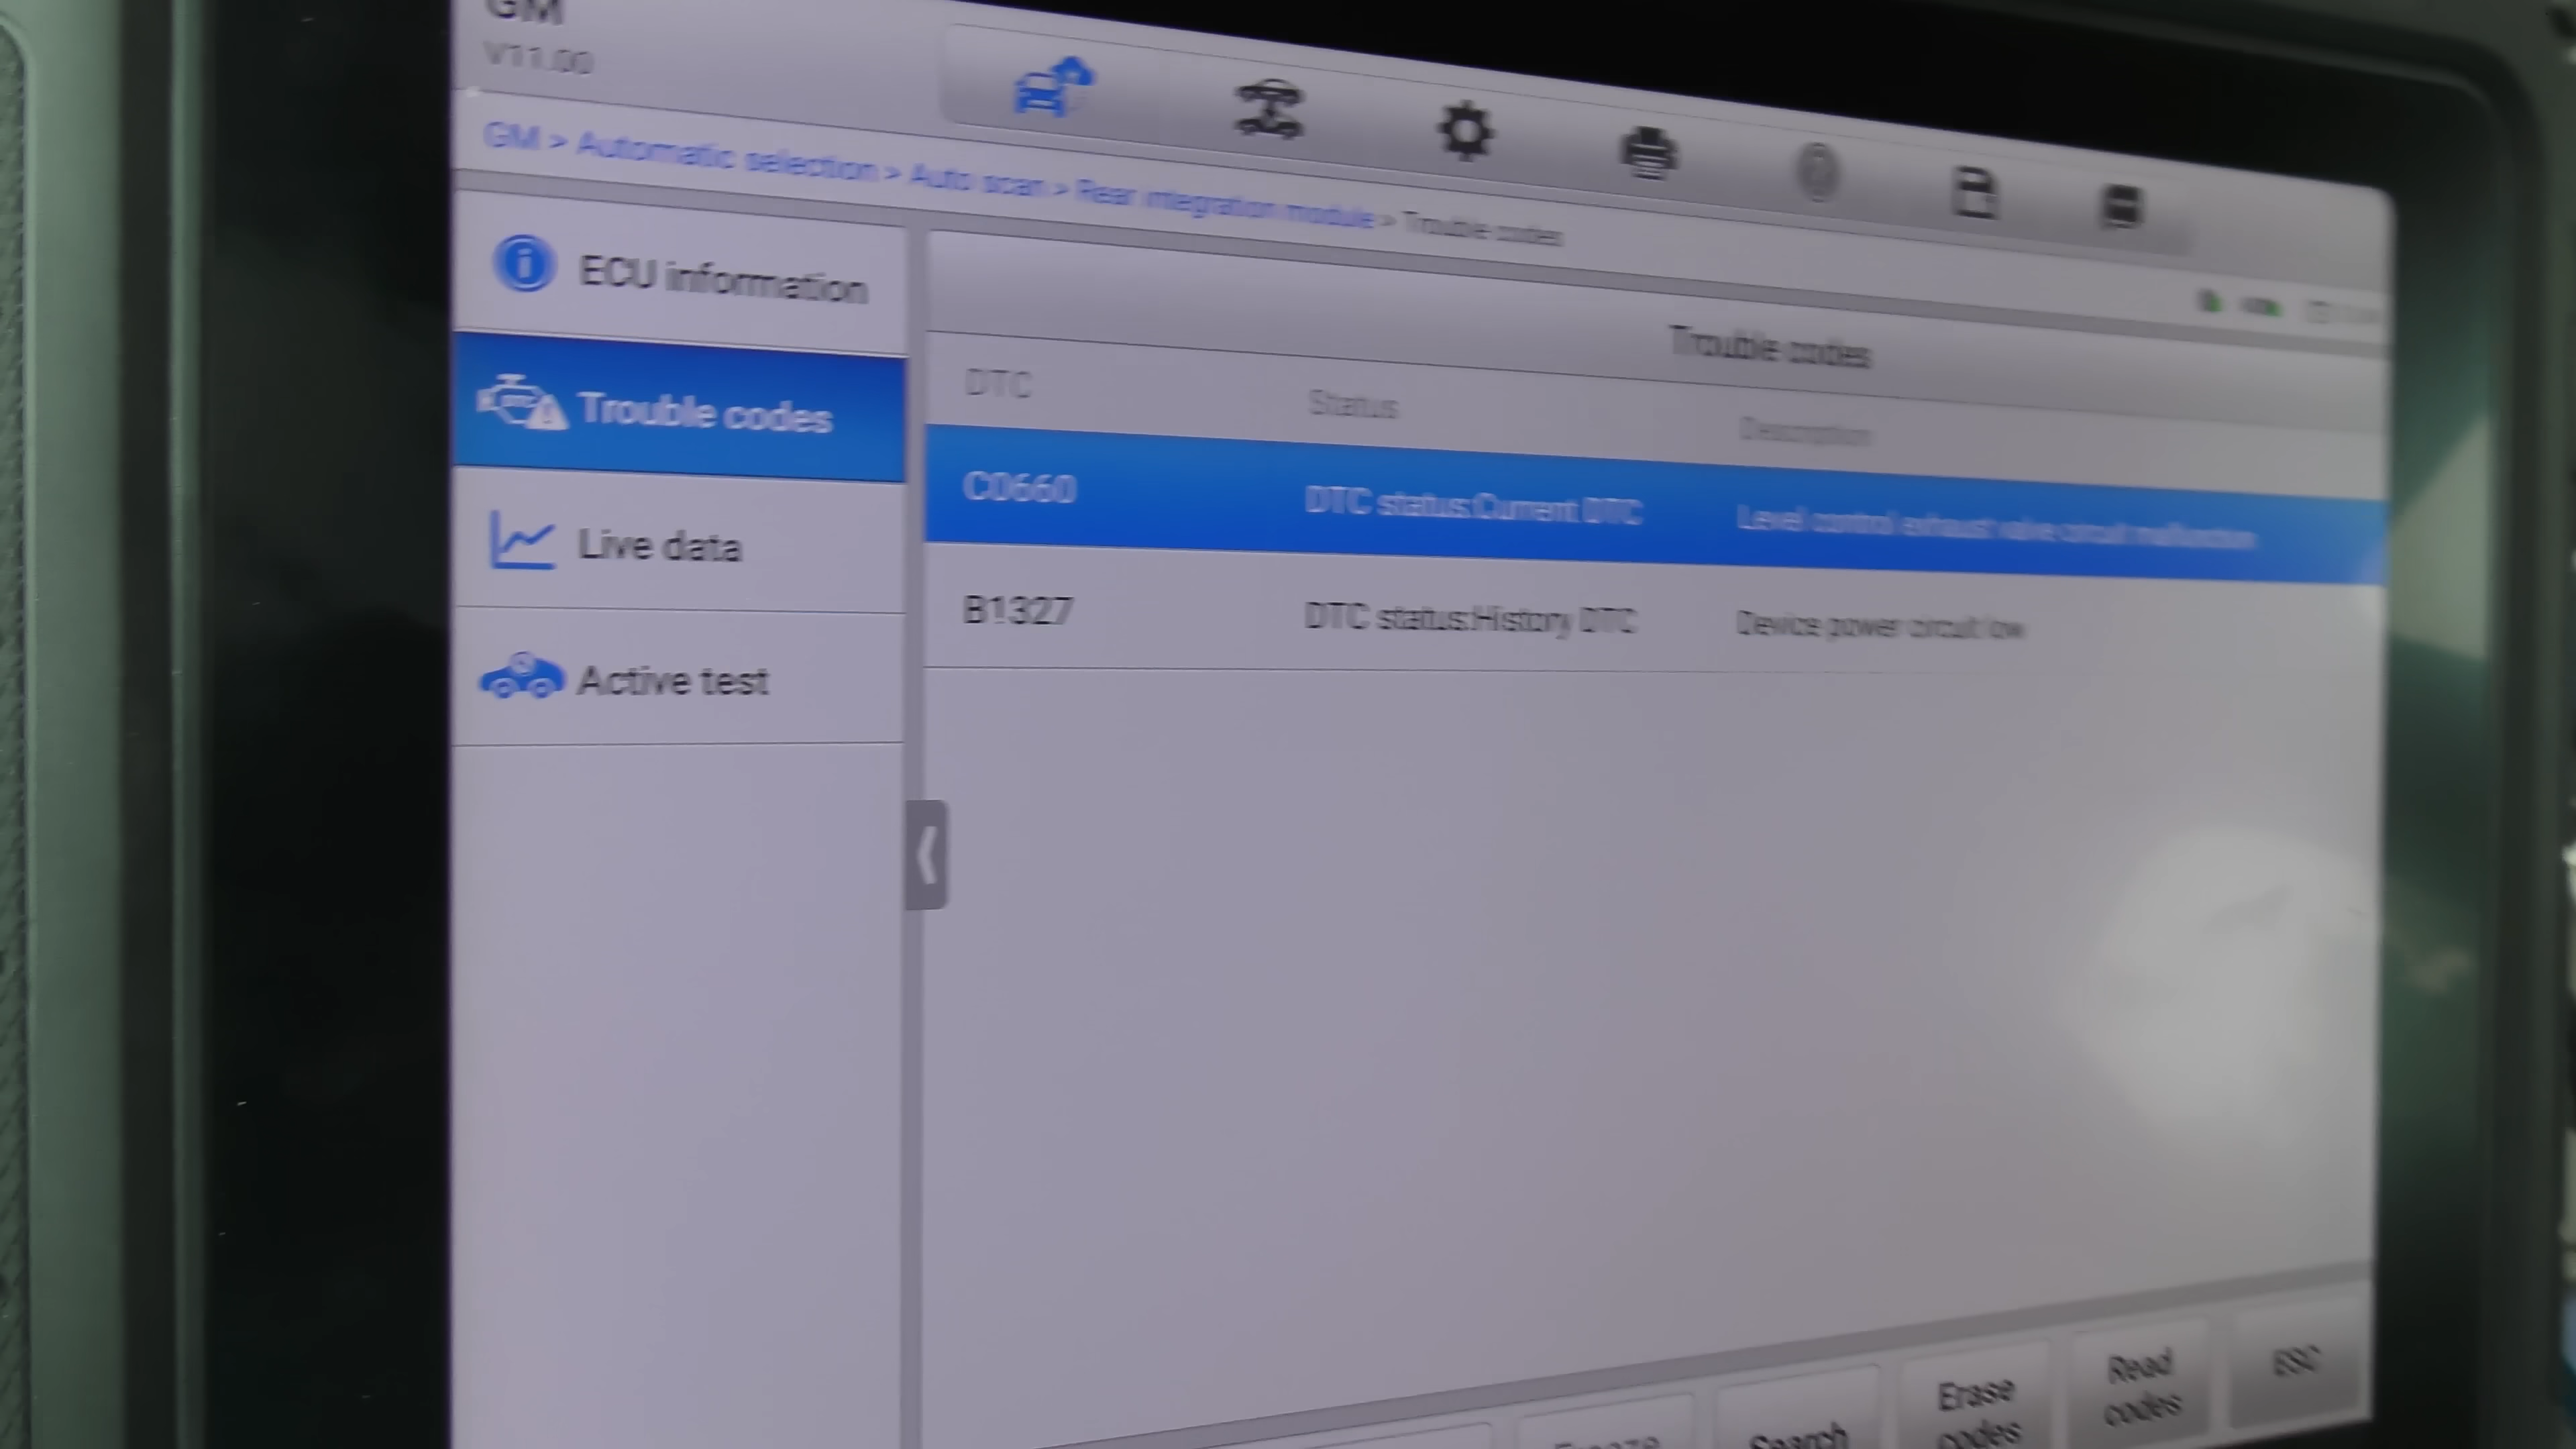 GM
V11.00
GM > Automatic selection > Auto scan > Rear integration module > Trouble codes
ECU information
Trouble codes
Live data
Active test
Trouble codes
DTC Status Description
C0660 DTC status:Current DTC Level control exhaust valve circuit malfunction
B1327 DTC status:History DTC Device power circuit low
Search
Erase codes
Read codes
ESC